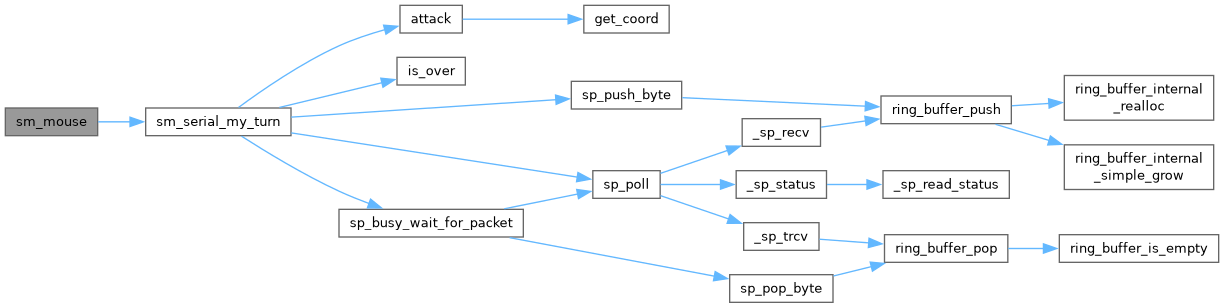 sm_mouse
sm_serial_my_turn
attack
get_coord
is_over
sp_push_byte
ring_buffer_push
ring_buffer_internal
_realloc
ring_buffer_internal
_simple_grow
_sp_recv
sp_poll
_sp_status
_sp_read_status
sp_busy_wait_for_packet
_sp_trcv
ring_buffer_pop
ring_buffer_is_empty
sp_pop_byte